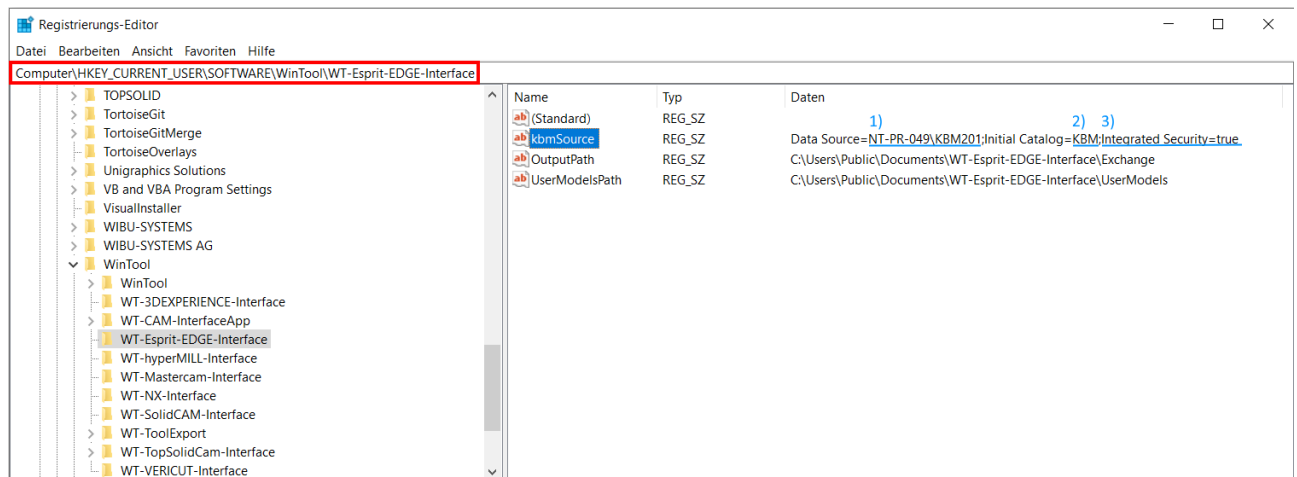 Registrierungs-Editor
Datei Bearbeiten Ansicht Favoriten Hilfe
Computer\HKEY_CURRENT_USER\SOFTWARE\WinTool\WT-Esprit-EDGE-Interface
TOPSOLID
TortoiseGit
TortoiseGitMerge
TortoiseOverlays
Unigraphics Solutions
VB and VBA Program Settings
VisualInstaller
WIBU-SYSTEMS
WIBU-SYSTEMS AG
WinTool
WinTool
WT-3DEXPERIENCE-Interface
WT-CAM-InterfaceApp
WT-Esprit-EDGE-Interface
WT-hyperMILL-Interface
WT-Mastercam-Interface
WT-NX-Interface
WT-SolidCAM-Interface
WT-ToolExport
WT-TopSolidCam-Interface
WT-VERICUT-Interface
Name Typ Daten
ab (Standard) REG_SZ
1) 2) 3)
ab kbmSource REG_SZ Data Source=NT-PR-049\KBM201;Initial Catalog=KBM;Integrated Security=true
ab OutputPath REG_SZ C:\Users\Public\Documents\WT-Esprit-EDGE-Interface\Exchange
ab UserModelsPath REG_SZ C:\Users\Public\Documents\WT-Esprit-EDGE-Interface\UserModels